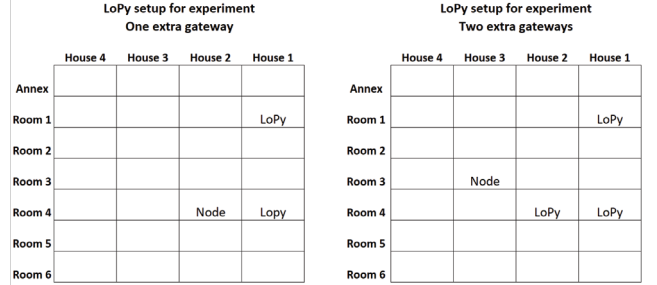 LoPy setup for experiment
One extra gateway
House 4 House 3 House 2 House 1
Annex
Room 1 LoPy
Room 2
Room 3
Room 4 Node Lopy
Room 5
Room 6
LoPy setup for experiment
Two extra gateways
House 4 House 3 House 2 House 1
Annex
Room 1 LoPy
Room 2
Room 3 Node
Room 4 LoPy LoPy
Room 5
Room 6